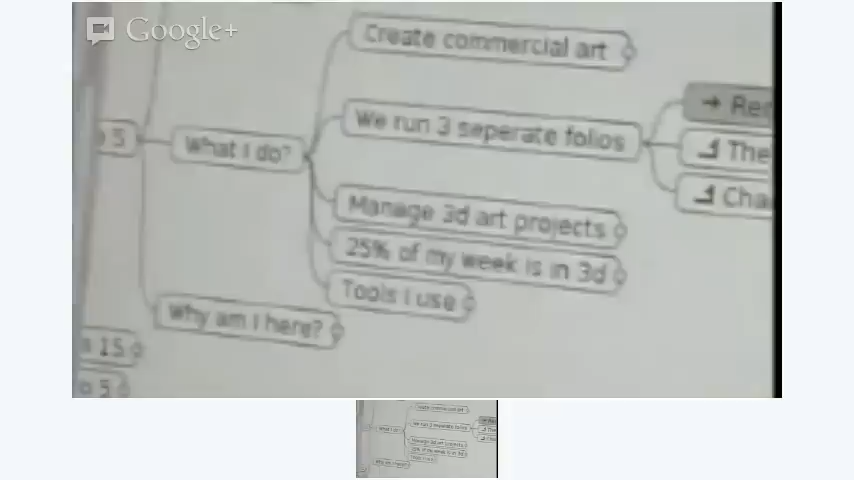 Google+
Create commercial art
We run 3 seperate folios
5
What I do?
The
Manage 3d art projects
25% of my week is in 3d
Tools I use
Why am I here?
15
5